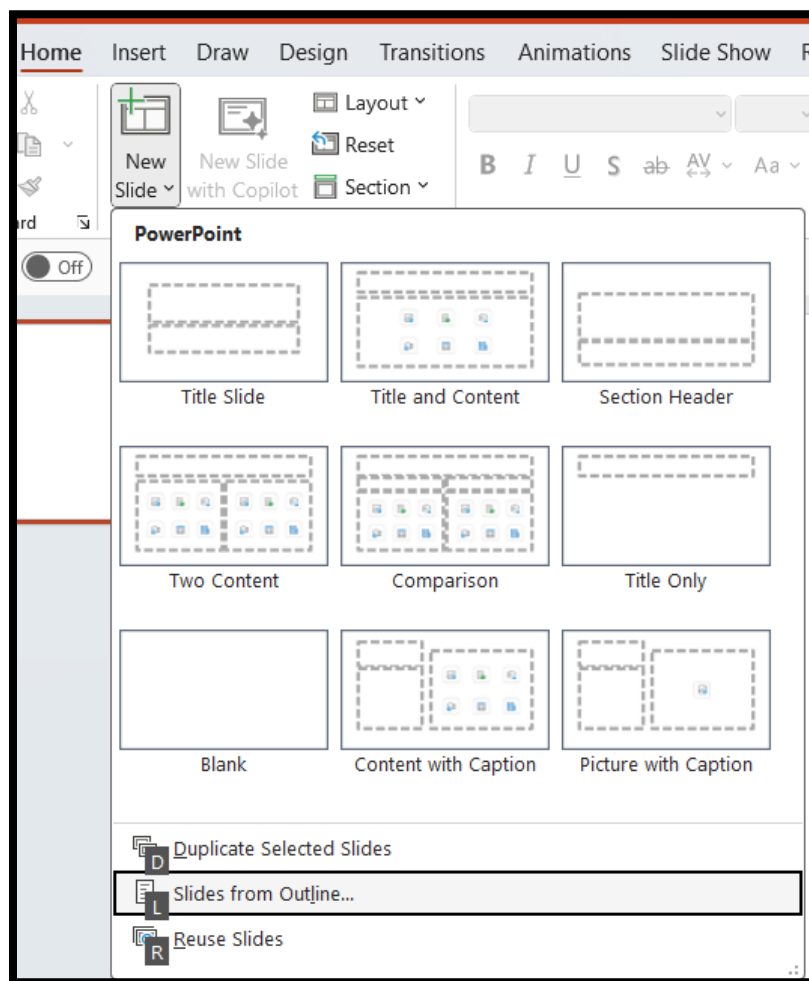 Home Insert Draw Design Transitions Animations Slide Show
New Slide
New Slide with Copilot
Layout
Reset
Section
B I U S ab AV Aa
Off
PowerPoint
Title Slide Title and Content Section Header
Two Content Comparison Title Only
Blank Content with Caption Picture with Caption
D Duplicate Selected Slides
L Slides from Outline...
R Reuse Slides